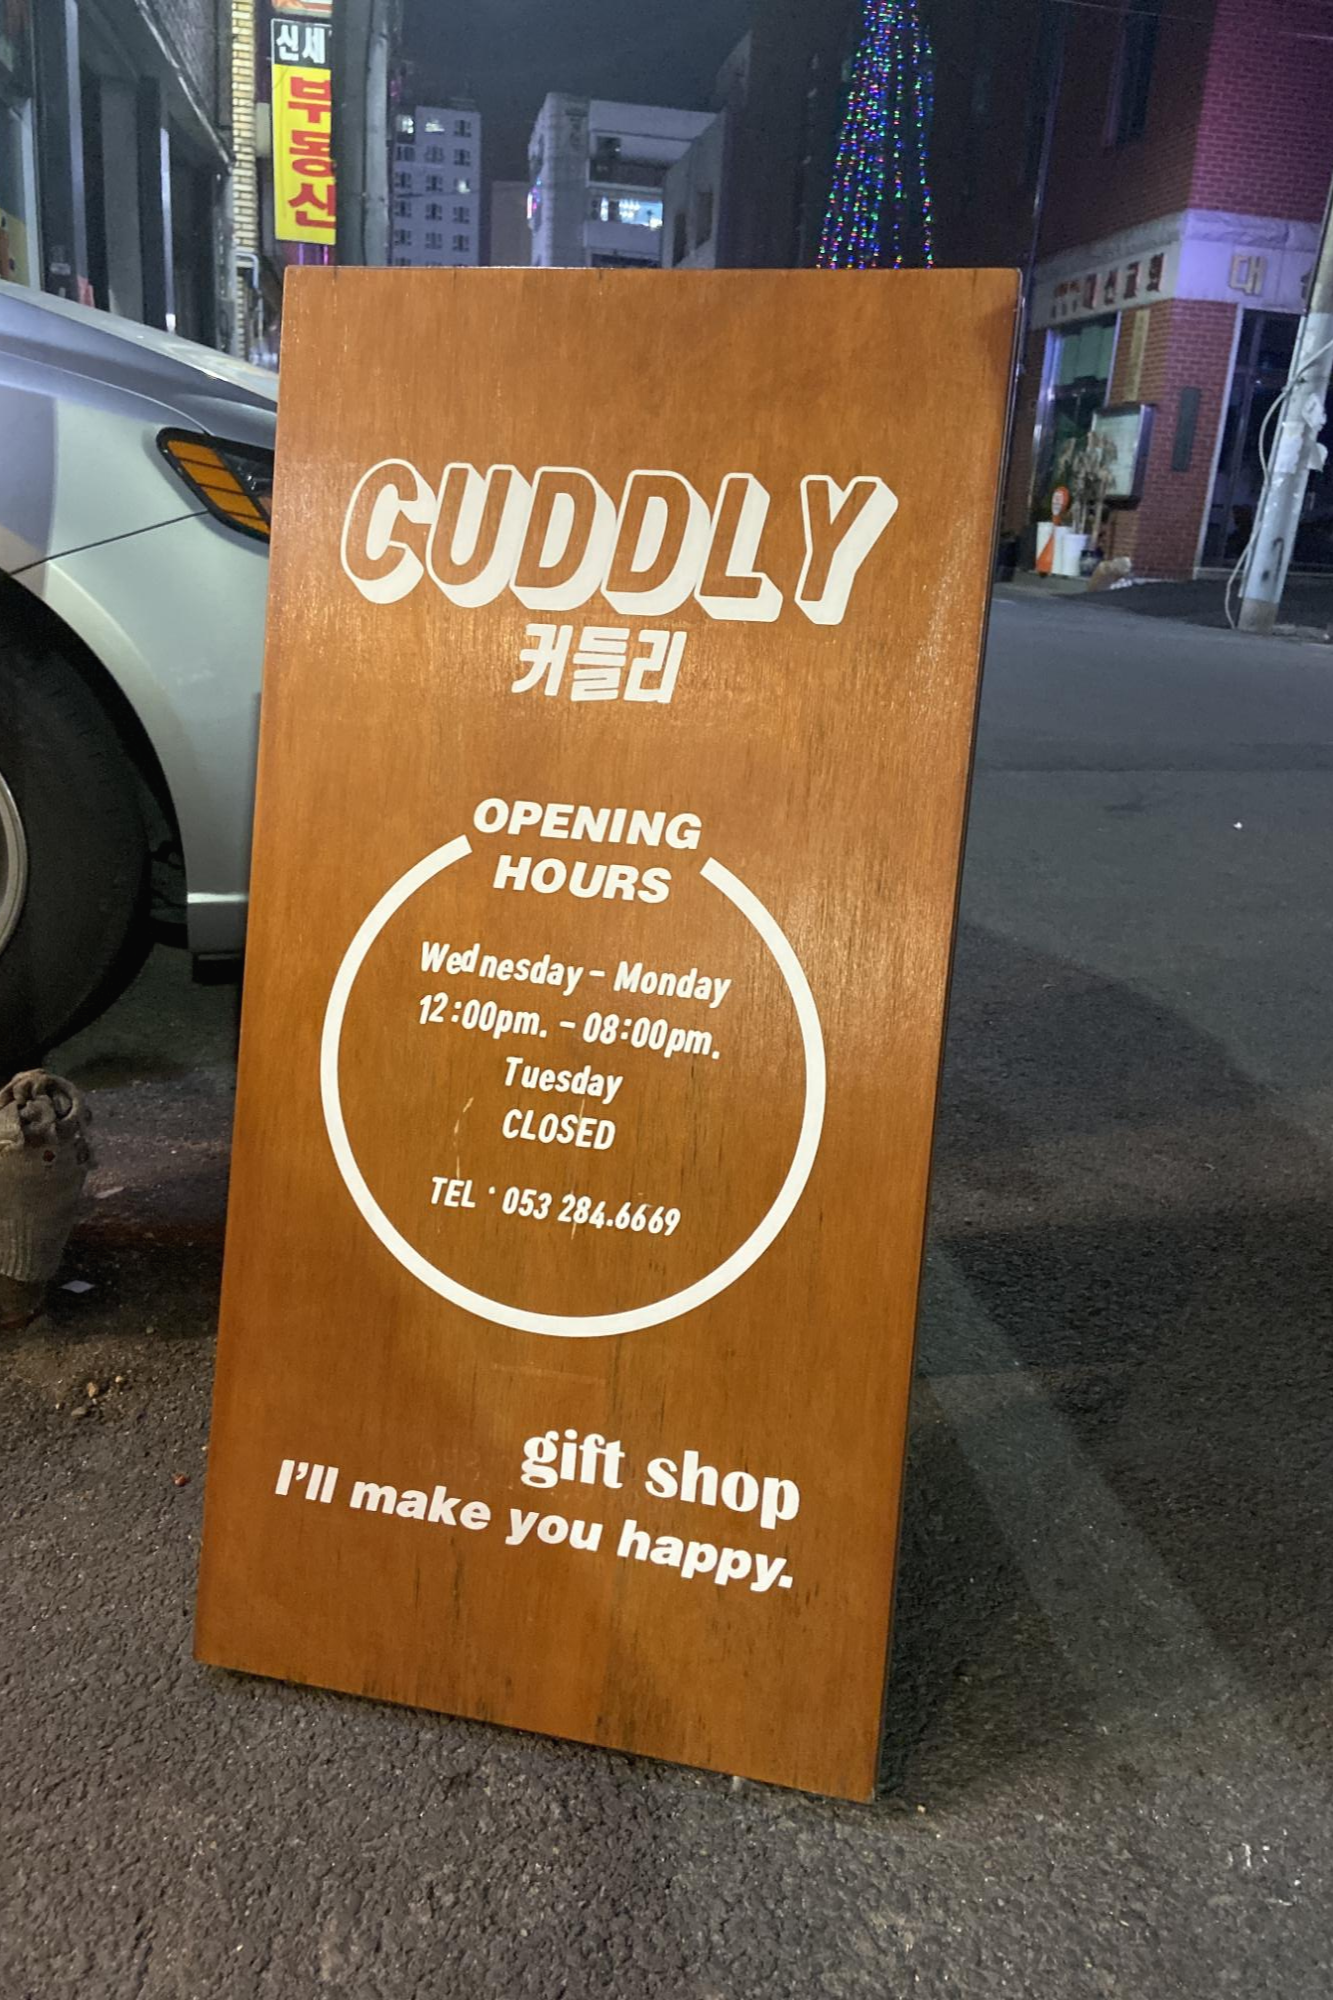 신세
부동산
CUDDLY
커들리
OPENING
HOURS
Wednesday - Monday
12:00pm. - 08:00pm.
Tuesday
CLOSED
TEL · 053 284.6669
gift shop
I'll make you happy.
대